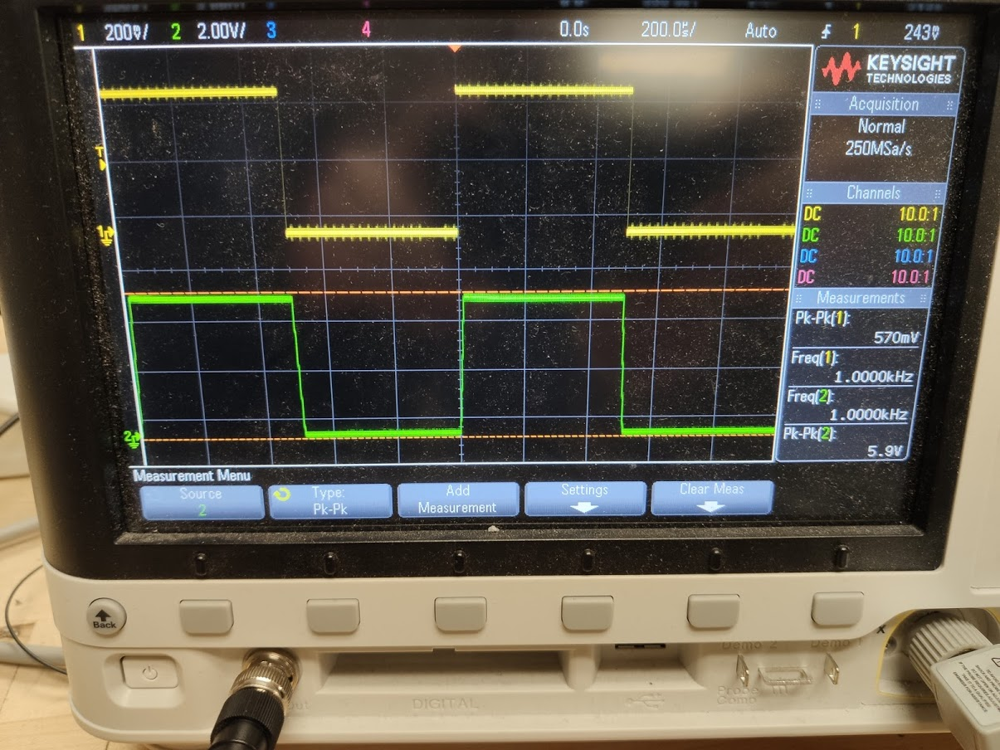 1 200mV/ 2 2.00V/ 3 4 0.0s 200.0µs/ Auto 1 243mV
KEYSIGHT
TECHNOLOGIES
Acquisition
Normal
250MSa/s
Channels
DC 10.0:1
DC 10.0:1
DC 10.0:1
DC 10.0:1
Measurements
Pk-Pk(1):
570mV
Freq(1):
1.0000kHz
Freq(2):
1.0000kHz
Pk-Pk(2):
5.9V
T
1
2
Measurement Menu
Source
2
Type:
Pk-Pk
Add
Measurement
Settings
Clear Meas
Back
DIGITAL
Demo 2
Demo 1
Probe
Comp